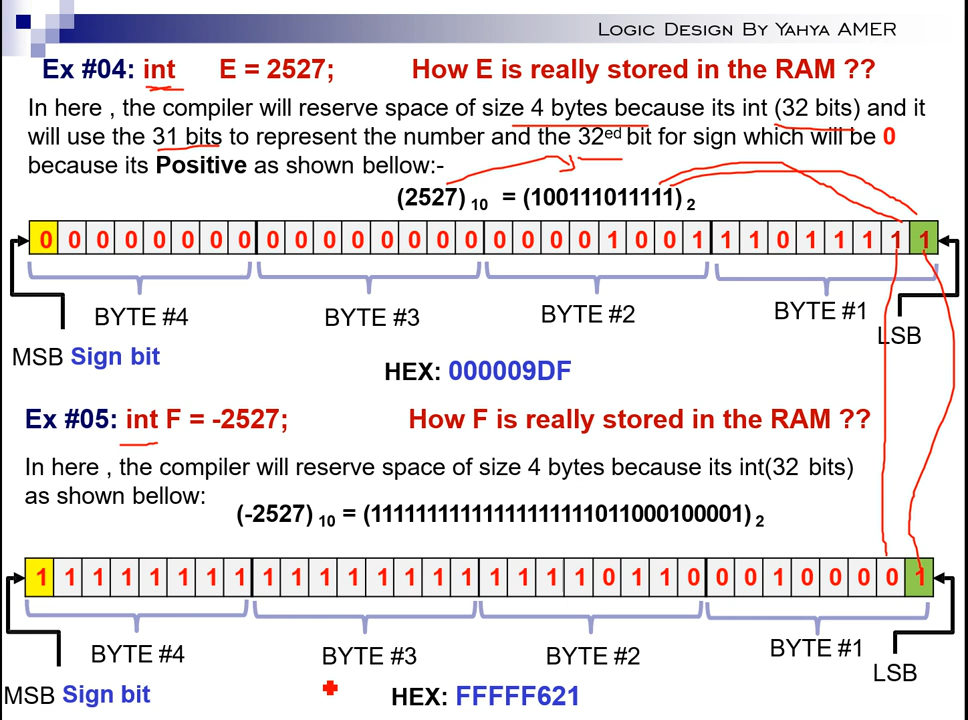 Logic Design By Yahya AMER
Ex #04: int E = 2527; How E is really stored in the RAM ??
In here , the compiler will reserve space of size 4 bytes because its int (32 bits) and it
will use the 31 bits to represent the number and the 32ed bit for sign which will be 0
because its Positive as shown bellow:-
(2527) 10 = (100111011111) 2
0 0 0 0 0 0 0 0 0 0 0 0 0 0 0 0 0 0 0 0 1 0 0 1 1 1 0 1 1 1 1 1
BYTE #4 BYTE #3 BYTE #2 BYTE #1
LSB
MSB Sign bit
HEX: 000009DF
Ex #05: int F = -2527; How F is really stored in the RAM ??
In here , the compiler will reserve space of size 4 bytes because its int(32 bits)
as shown bellow:
(-2527) 10 = (11111111111111111111011000100001) 2
1 1 1 1 1 1 1 1 1 1 1 1 1 1 1 1 1 1 1 1 0 1 1 0 0 0 1 0 0 0 0 1
BYTE #4 BYTE #3 BYTE #2 BYTE #1
LSB
MSB Sign bit
HEX: FFFFF621